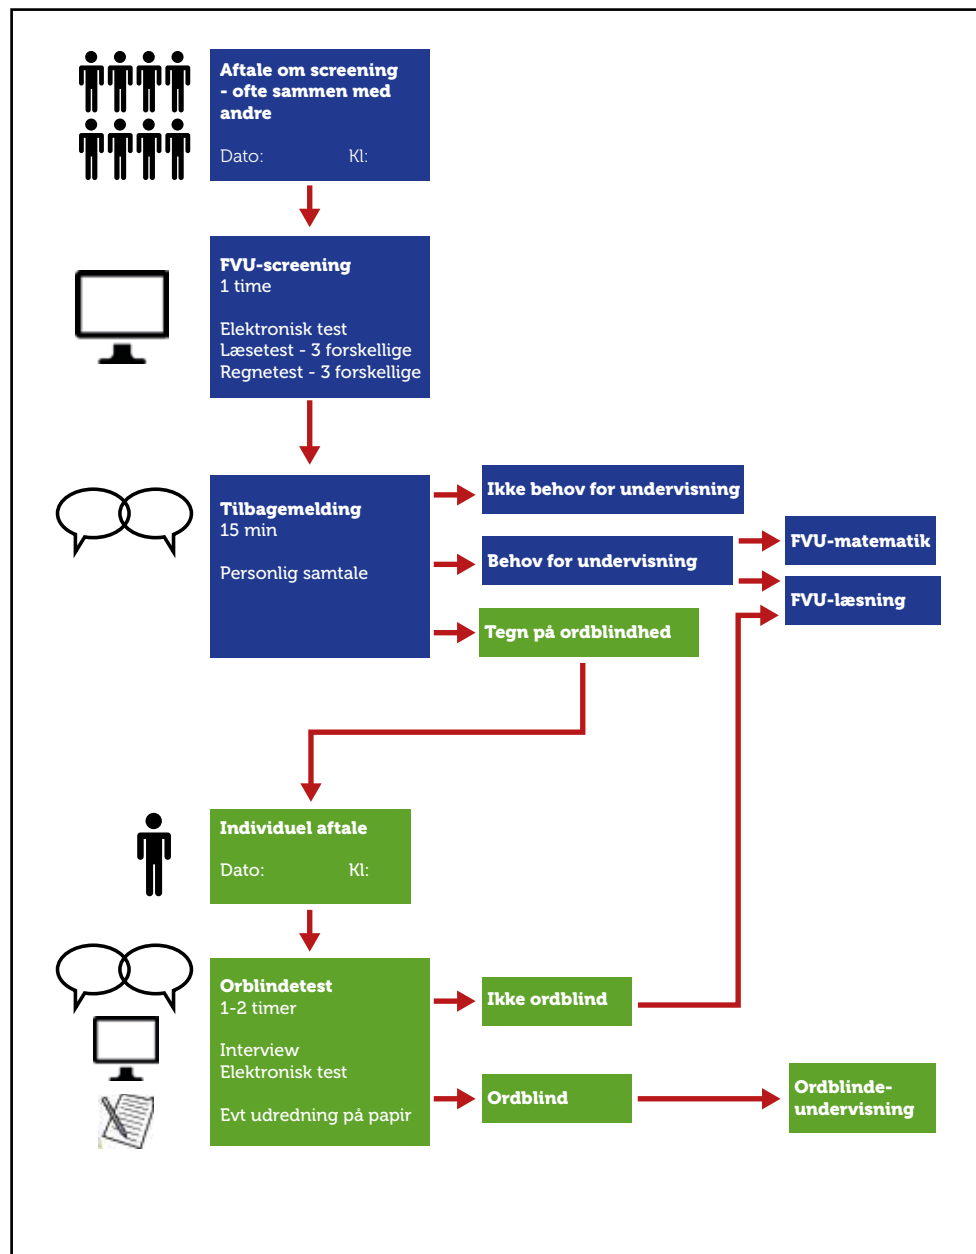 Aftale om screening
- ofte sammen med
andre
Dato: Kl:
FVU-screening
1 time
Elektronisk test
Læsetest - 3 forskellige
Regnetest - 3 forskellige
Tilbagemelding
15 min
Personlig samtale
Ikke behov for undervisning
Behov for undervisning
FVU-matematik
FVU-læsning
Tegn på ordblindhed
Individuel aftale
Dato: Kl:
Orblindetest
1-2 timer
Interview
Elektronisk test
Evt udredning på papir
Ikke ordblind
Ordblind
Ordblinde-
undervisning